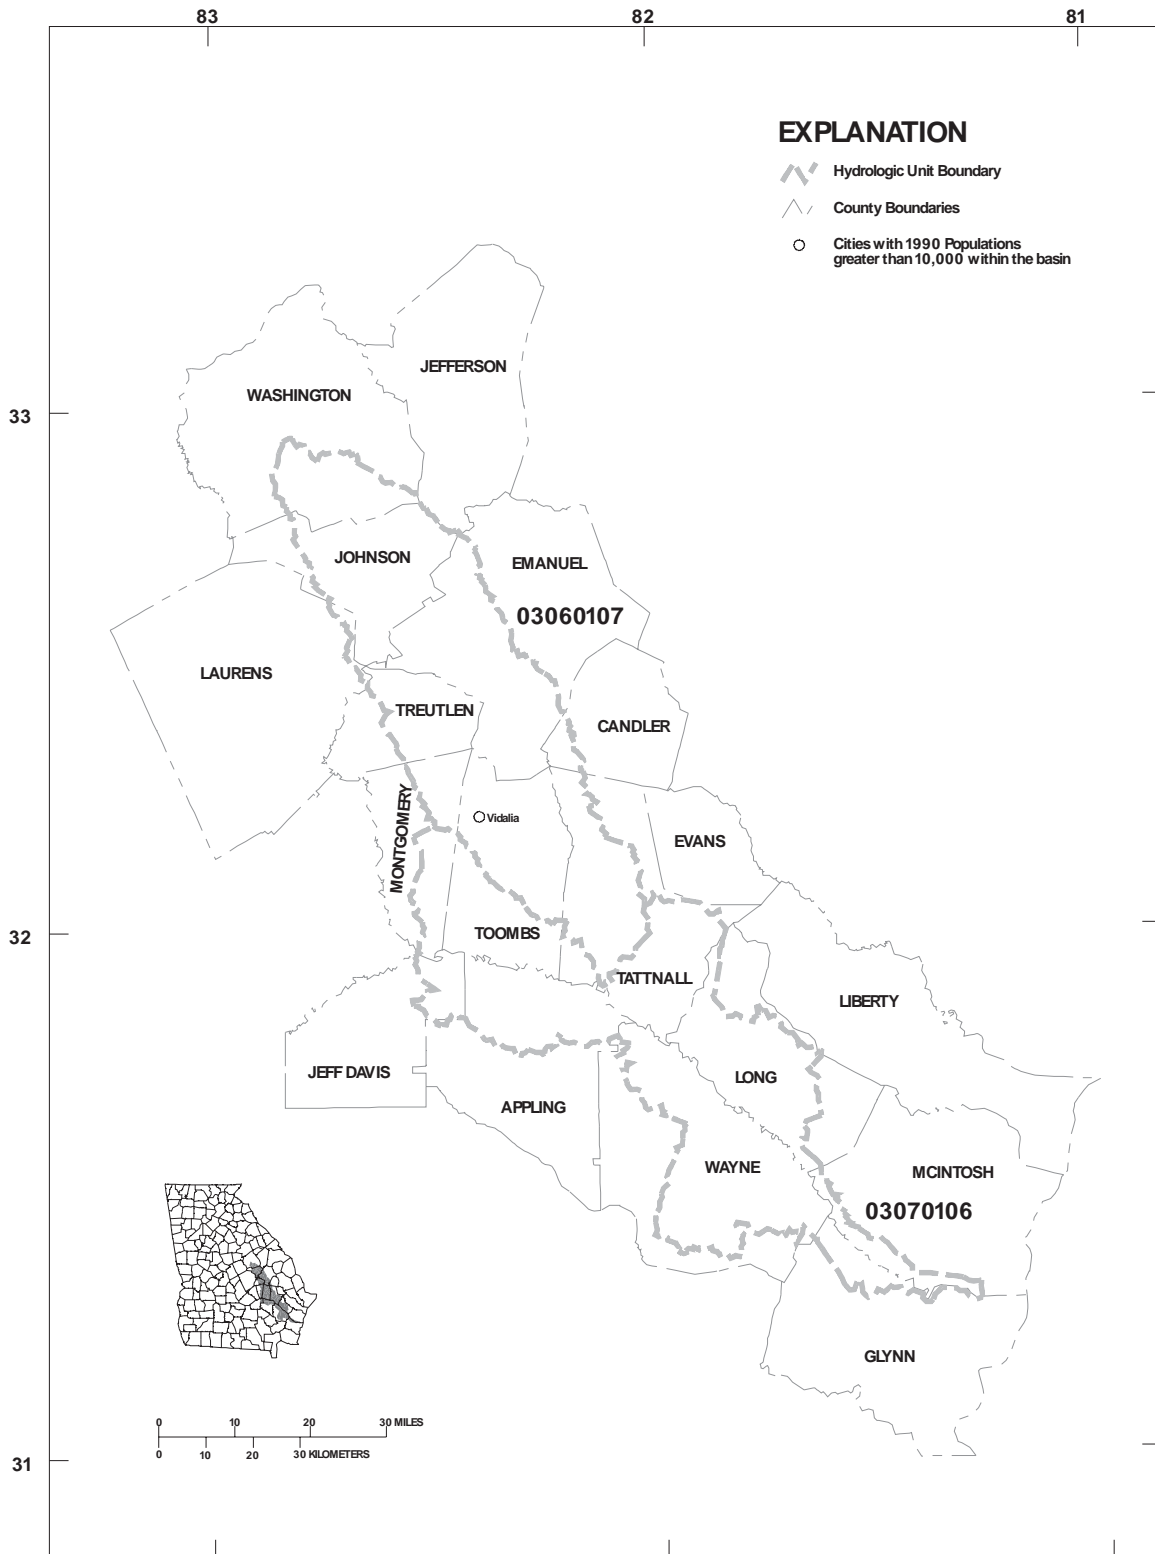 83 82 81
EXPLANATION
Hydrologic Unit Boundary
County Boundaries
Cities with 1990 Populations
greater than 10,000 within the basin
JEFFERSON
WASHINGTON
33
JOHNSON
EMANUEL
03060107
LAURENS
TREUTLEN
CANDLER
MONTGOMERY
Vidalia
EVANS
32
TOOMBS
TATTNALL
LIBERTY
JEFF DAVIS
LONG
APPLING
WAYNE
MCINTOSH
03070106
GLYNN
0 10 20 30 MILES
0 10 20 30 KILOMETERS
31